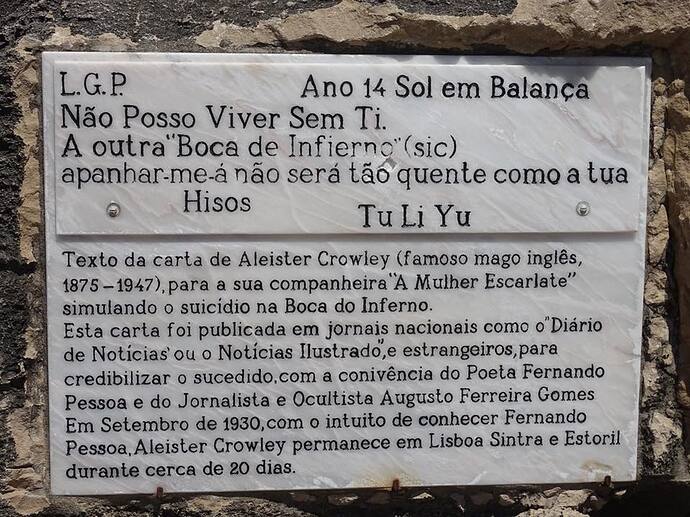 L.G.P. Ano 14 Sol em Balança
Não Posso Viver Sem Ti.
A outra "Boca de Infierno" (sic)
apanhar-me-á não será tão quente como a tua
Hisos Tu Li Yu
Texto da carta de Aleister Crowley (famoso mago inglês,
1875-1947), para a sua companheira "A Mulher Escarlate"
simulando o suicídio na Boca do Inferno.
Esta carta foi publicada em jornais nacionais como o "Diário
de Notícias' ou o Notícias Ilustrado", e estrangeiros, para
credibilizar o sucedido, com a conivência do Poeta Fernando
Pessoa e do Jornalista e Ocultista Augusto Ferreira Gomes
Em Setembro de 1930, com o intuito de conhecer Fernando
Pessoa, Aleister Crowley permanece em Lisboa Sintra e Estoril
durante cerca de 20 dias.